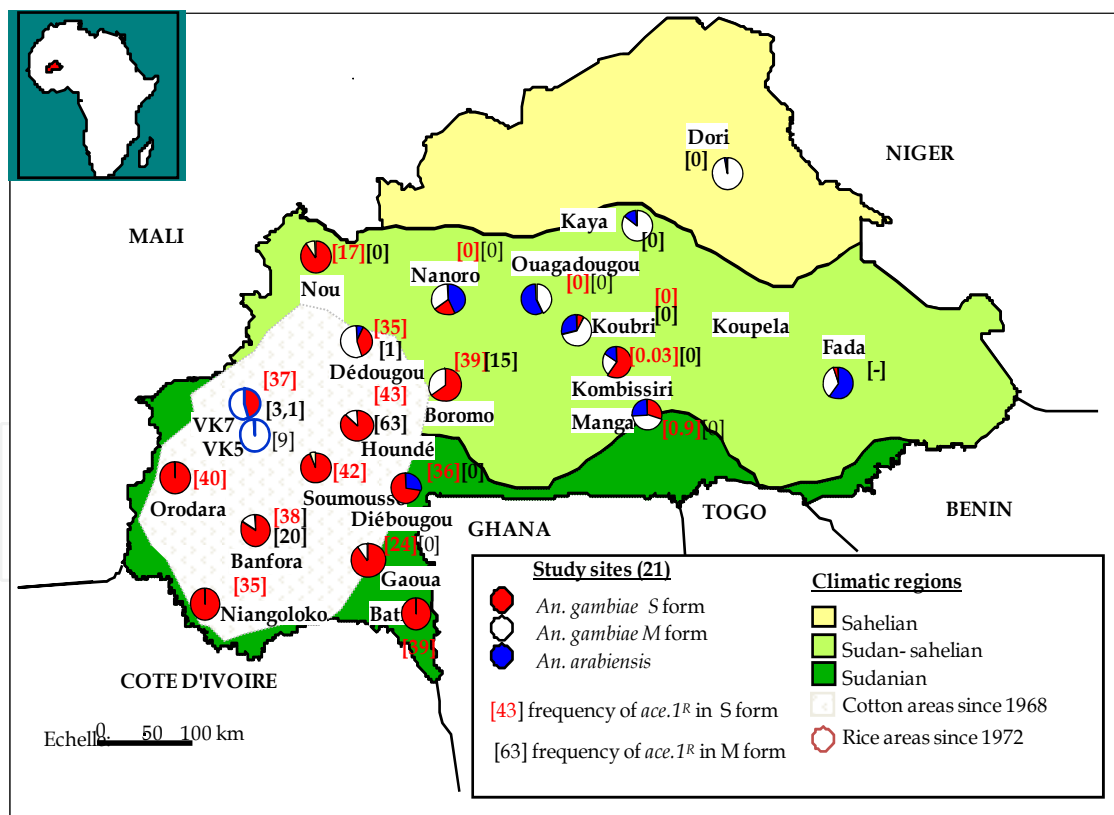 Dori
[0]
NIGER
Kaya
[0]
MALI
[17][0]
Nou
[0][0]
Nanoro
Ouagadougou
[0][0]
[0]
[0]
Koubri
Koupela
[35]
[1]
Dédougou
[39][15]
Boromo
[0.03][0]
Kombissiri
Fada
[-]
[37]
[3,1]
VK7
VK5
[9]
[43]
[63]
Houndé
Manga
[0.9][0]
[40]
Orodara
[42]
Soumousso
[36][0]
Diébougou
GHANA
TOGO
BENIN
[38]
[20]
Banfora
[24][0]
Gaoua
[35]
Niangoloko
Bati
[39]
COTE D'IVOIRE
0 50 100 km
Echelle:
Study sites (21)
An. gambiae S form
An. gambiae M form
An. arabiensis
[43] frequency of ace.1ᴿ in S form
[63] frequency of ace.1ᴿ in M form
Climatic regions
Sahelian
Sudan- sahelian
Sudanian
Cotton areas since 1968
Rice areas since 1972